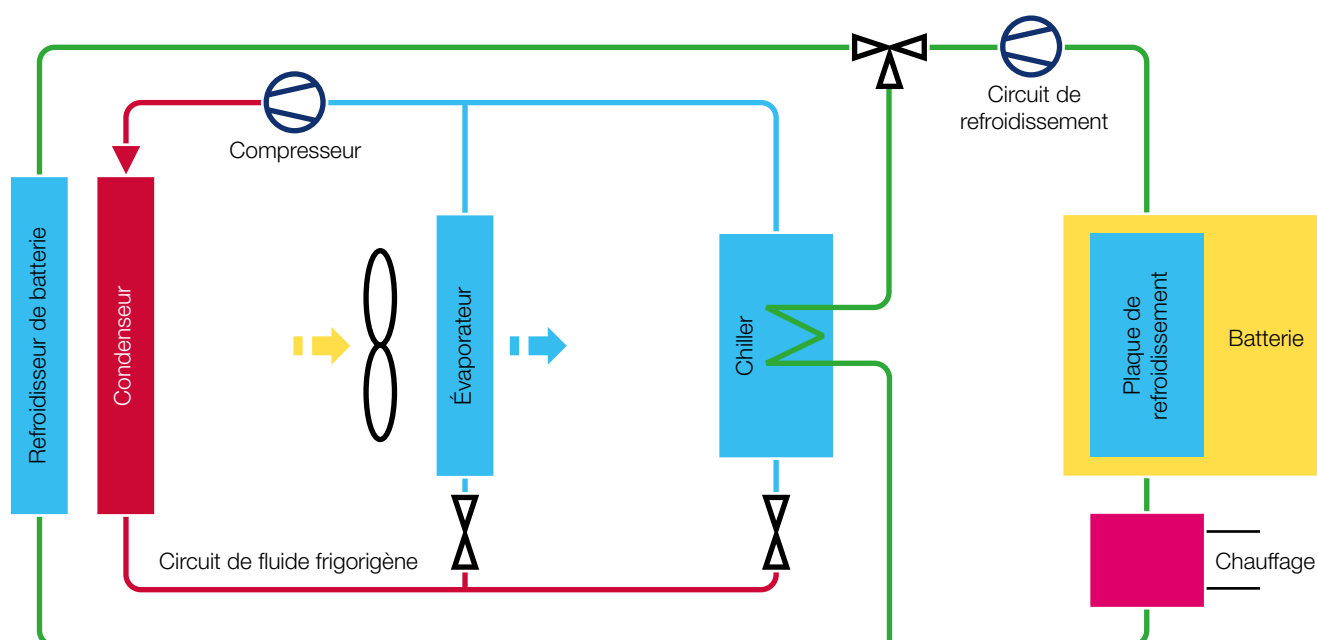 Circuit de
refroidissement
Compresseur
Refroidisseur de batterie
Condenseur
Évaporateur
Chiller
Plaque de
refroidissement
Batterie
Circuit de fluide frigorigène
Chauffage